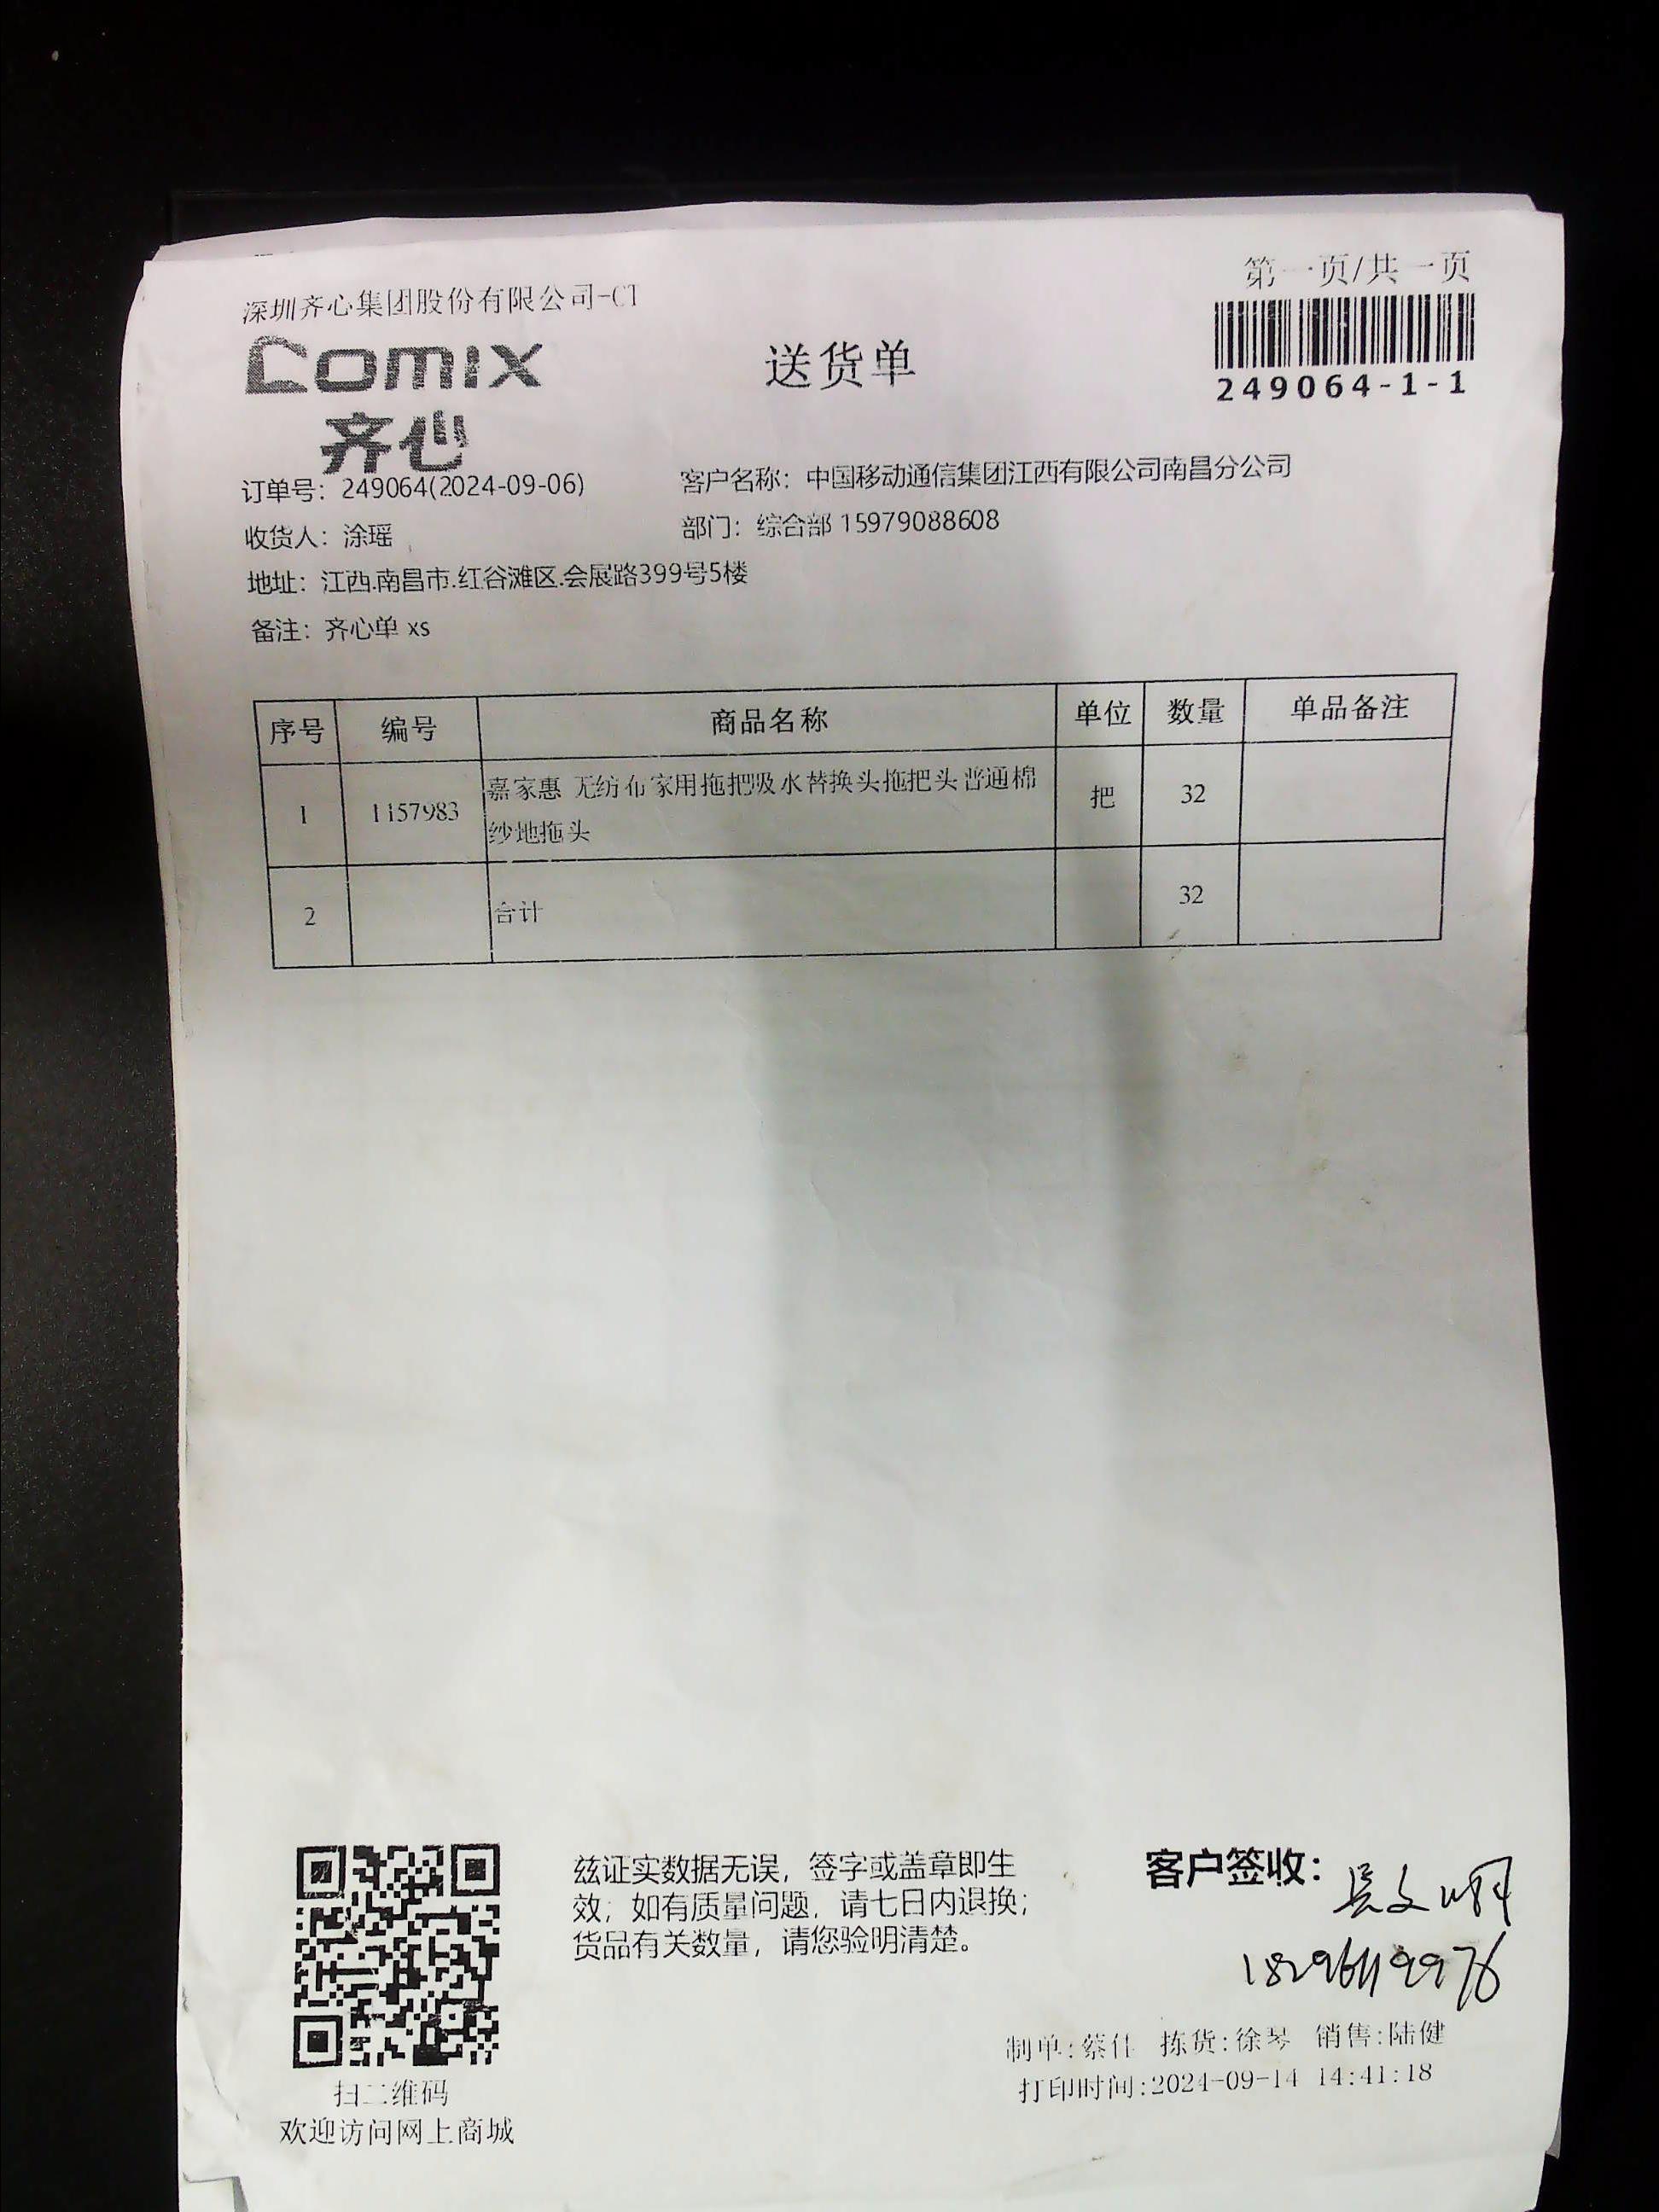 第一页/共一页
深圳齐心集团股份有限公司-CT
comix
齐心
送货单
249064-1-1
订单号：249064(2024-09-06)
客户名称：中国移动通信集团江西有限公司南昌分公司
收货人：涂瑶
部门：综合部 15979088608
地址：江西.南昌市.红谷滩区.会展路399号5楼
备注：齐心单 xs
序号 编号 商品名称 单位 数量 单品备注
1 1157983 嘉家惠 无纺布家用拖把吸水替换头拖把头普通棉 把 32
纱地拖头
2 合计 32
兹证实数据无误，签字或盖章即生
效；如有质量问题，请七日内退换；
货品有关数量，请您验明清楚。
客户签收：吴文明
制单:蔡仕 拣货:徐琴 销售:陆健
打印时间:2024-09-14 14:41:18
扫二维码
欢迎访问网上商城